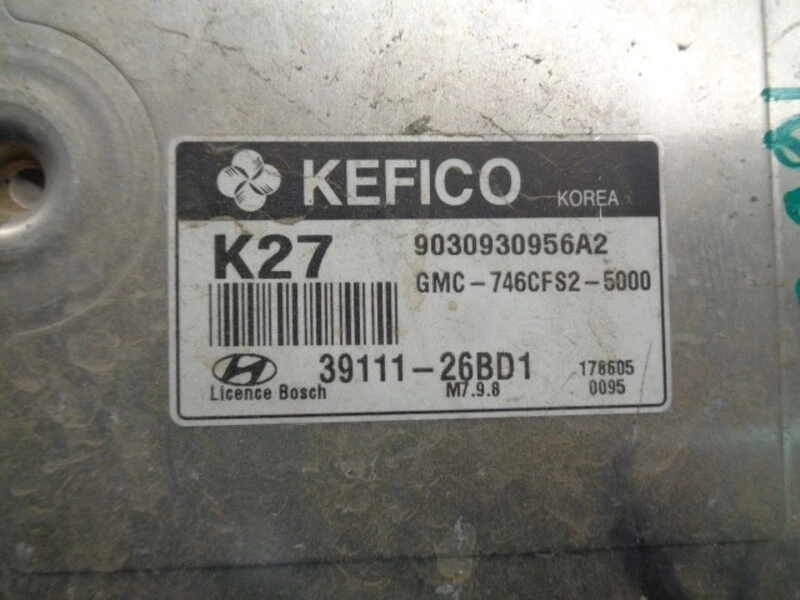 KEFICO
KOREA
K27
9030930956A2
GMC-746CFS2-5000
39111-26BD1
178605
Licence Bosch
M7.9.8
0095